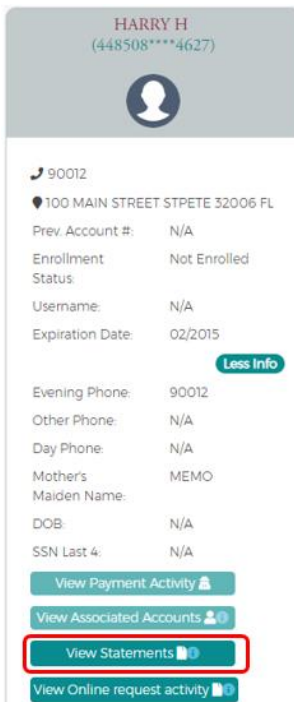 HARRY H
(448508****4627)
90012
100 MAIN STREET STPETE 32006 FL
Prev. Account #: N/A
Enrollment Status: Not Enrolled
Username: N/A
Expiration Date: 02/2015
Less Info
Evening Phone: 90012
Other Phone: N/A
Day Phone: N/A
Mother's Maiden Name: MEMO
DOB: N/A
SSN Last 4: N/A
View Payment Activity
View Associated Accounts
View Statements
View Online request activity